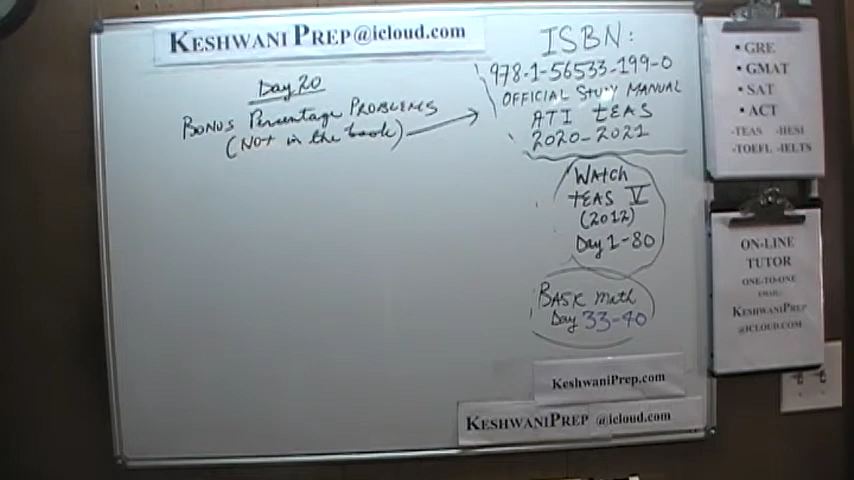 KESHWANIPREP@icloud.com
Day 20
BONUS Percentage PROBLEMS
(NOT in the book)
ISBN:
978-1-56533-199-0
OFFICIAL STUDY MANUAL
ATI TEAS
2020-2021
WATCH
TEAS V
(2012)
Day 1-80
BASIC math
Day 33-40
KeshwaniPrep.com
KESHWANIPREP @icloud.com
• GRE
• GMAT
• SAT
• ACT
-TEAS -HESI
-TOEFL -IELTS
ON-LINE
TUTOR
ONE-TO-ONE
EMAIL:
KESHWANIPREP
@ICLOUD.COM